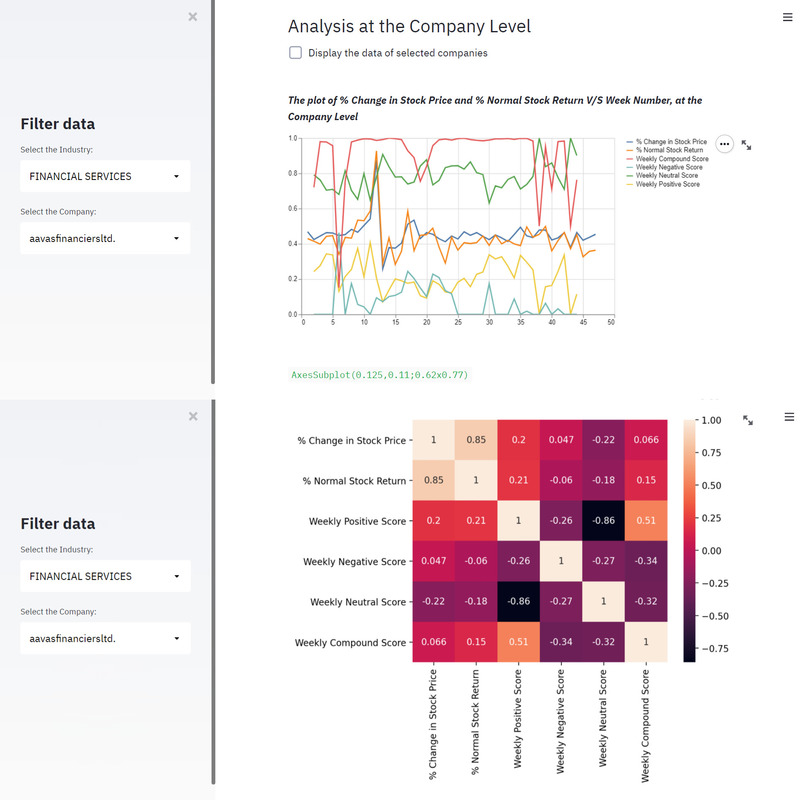 ×
Filter data
Select the Industry:
FINANCIAL SERVICES
Select the Company:
aavasfinanciersltd.
Analysis at the Company Level
Display the data of selected companies
The plot of % Change in Stock Price and % Normal Stock Return V/S Week Number, at the
Company Level
1.0
0.8
0.6
0.4
0.2
0.0
0 5 10 15 20 25 30 35 40 45 50
% Change in Stock Price
% Normal Stock Return
Weekly Compound Score
Weekly Negative Score
Weekly Neutral Score
Weekly Positive Score
AxesSubplot(0.125,0.11;0.62x0.77)
×
Filter data
Select the Industry:
FINANCIAL SERVICES
Select the Company:
aavasfinanciersltd.
% Change in Stock Price 1 0.85 0.2 0.047 -0.22 0.066
% Normal Stock Return 0.85 1 0.21 -0.06 -0.18 0.15
Weekly Positive Score 0.2 0.21 1 -0.26 -0.86 0.51
Weekly Negative Score 0.047 -0.06 -0.26 1 -0.27 -0.34
Weekly Neutral Score -0.22 -0.18 -0.86 -0.27 1 -0.32
Weekly Compound Score 0.066 0.15 0.51 -0.34 -0.32 1
% Change in Stock Price
% Normal Stock Return
Weekly Positive Score
Weekly Negative Score
Weekly Neutral Score
Weekly Compound Score
1.00
0.75
0.50
0.25
0.00
−0.25
−0.50
−0.75